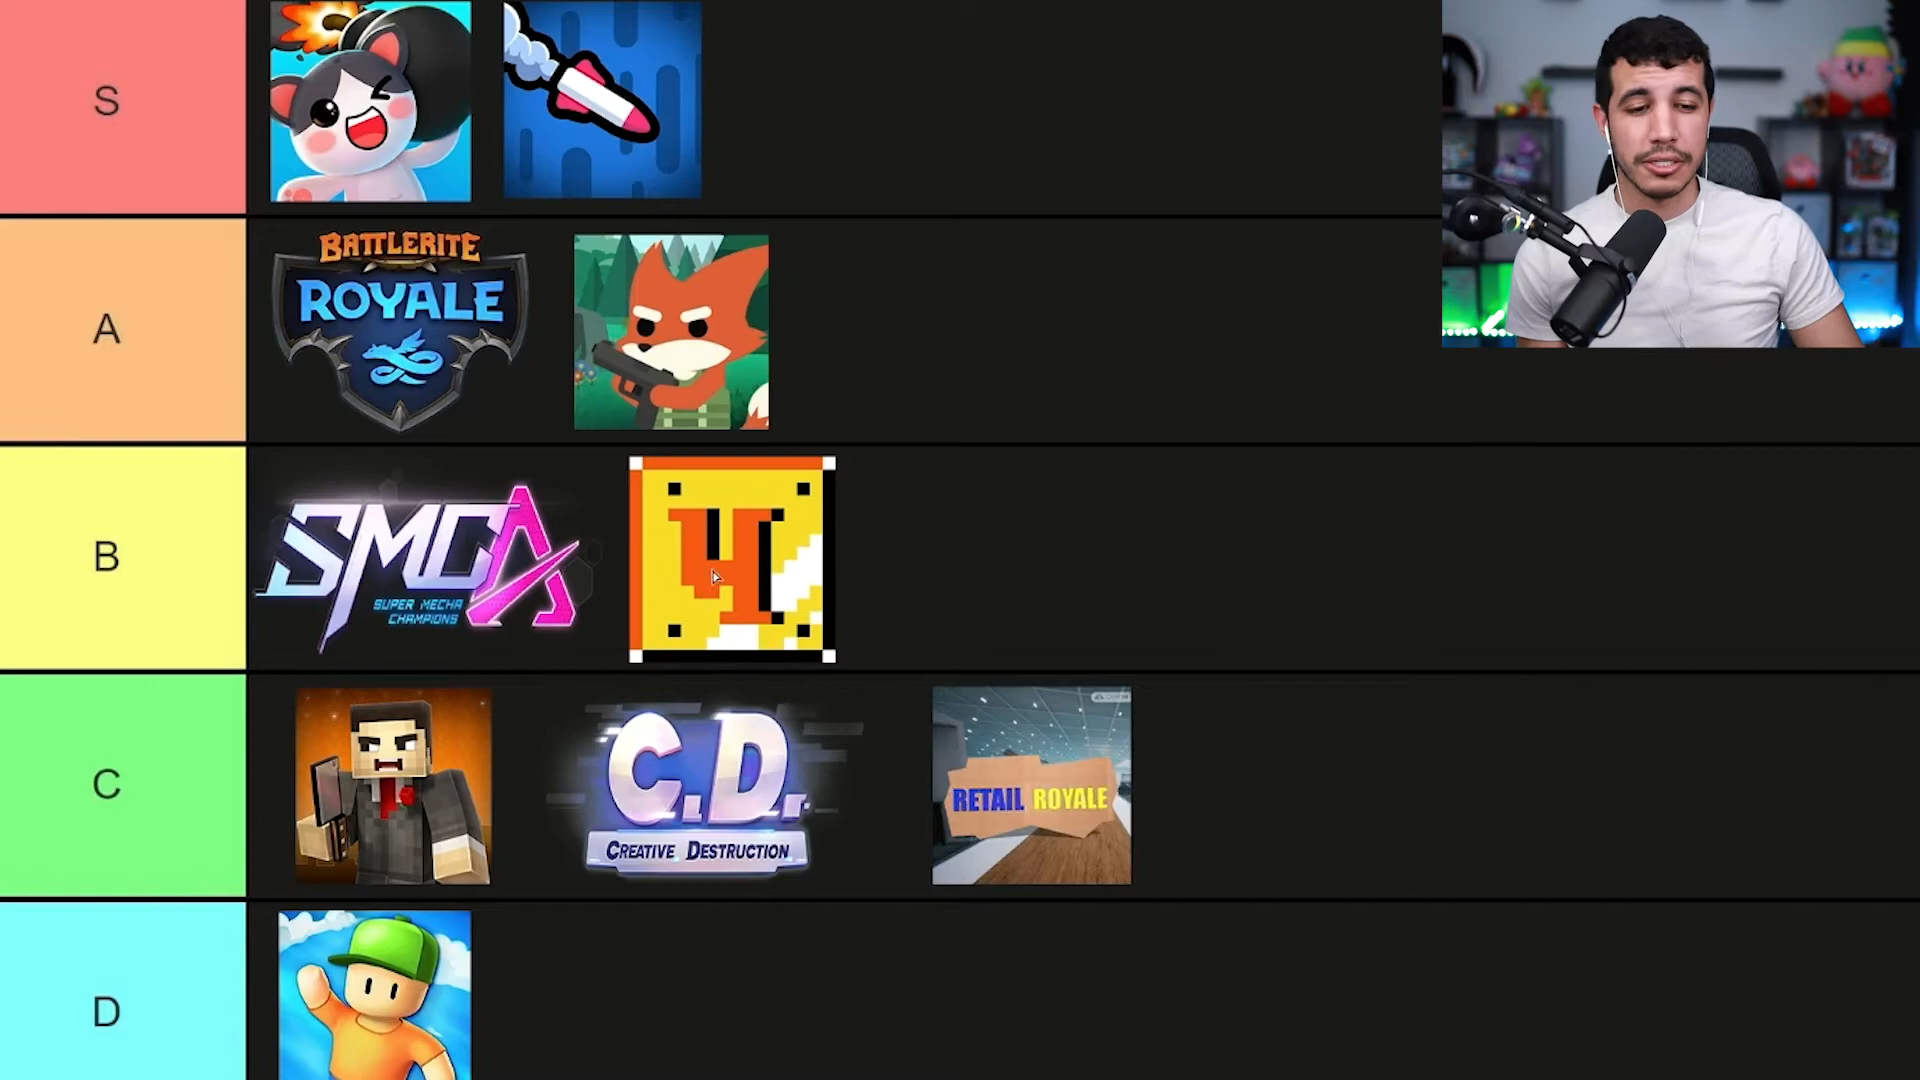 S
A
BATTLERITE
ROYALE
B
SMC
SUPER MECHA
CHAMPIONS
Ч
C
C.D.
CREATIVE DESTRUCTION
RETAIL ROYALE
D